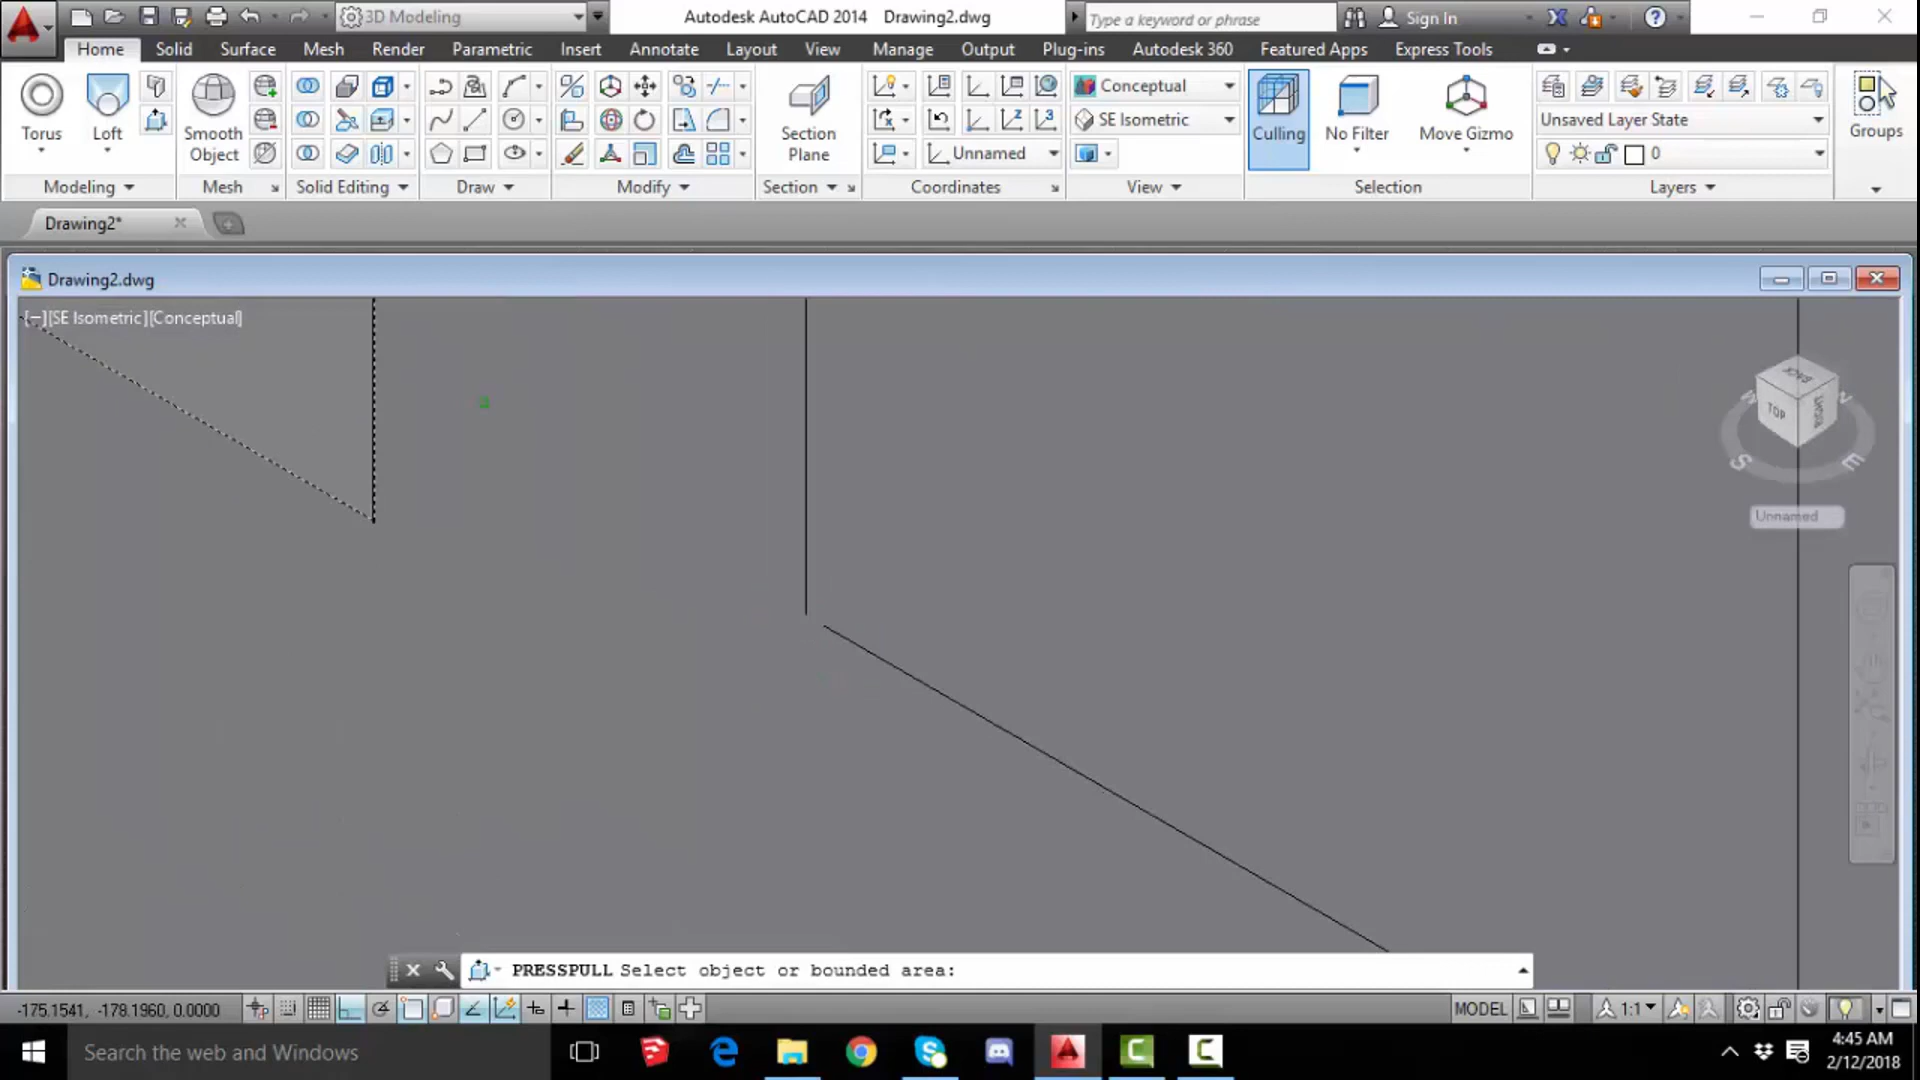 3D Modeling
Autodesk AutoCAD 2014 Drawing2.dwg
Type a keyword or phrase
Sign In
Home Solid Surface Mesh Render Parametric Insert Annotate Layout View Manage Output Plug-ins Autodesk 360 Featured Apps Express Tools
Torus
Loft
Smooth
Object
Section
Plane
Unnamed
Conceptual
SE Isometric
Culling
No Filter
Move Gizmo
Unsaved Layer State
0
Groups
Modeling
Mesh
Solid Editing
Draw
Modify
Section
Coordinates
View
Selection
Layers
Drawing2*
Drawing2.dwg
[−][SE Isometric][Conceptual]
BACK
TOP
S
E
Unnamed
PRESSPULL Select object or bounded area:
-175.1541, -178.1960, 0.0000
MODEL
1:1
Search the web and Windows
4:45 AM
2/12/2018